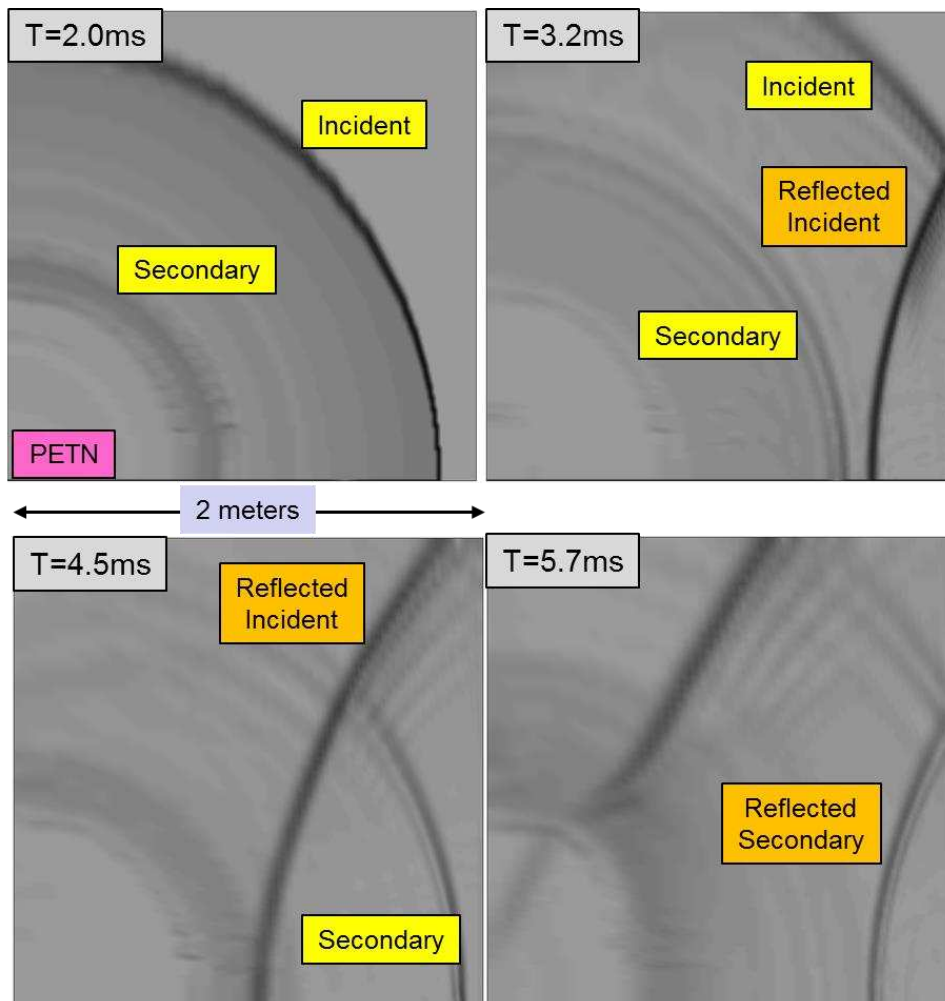 T=2.0ms
Incident
Secondary
PETN
T=3.2ms
Incident
Reflected
Incident
Secondary
2 meters
T=4.5ms
Reflected
Incident
Secondary
T=5.7ms
Reflected
Secondary